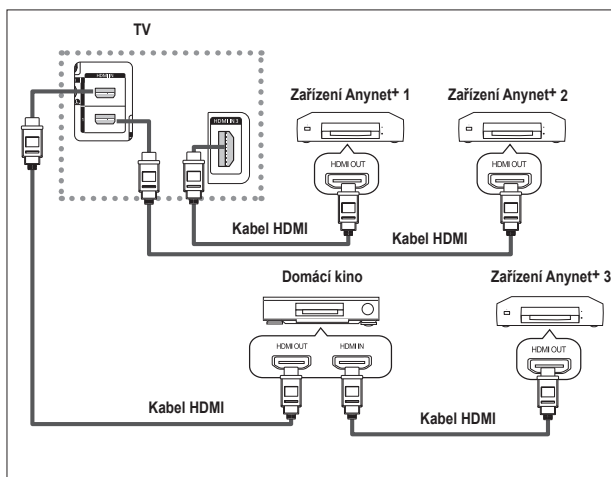 TV
HDMI IN 3
Zařízení Anynet+ 1
Zařízení Anynet+ 2
HDMI OUT
HDMI OUT
Kabel HDMI
Kabel HDMI
Domácí kino
Zařízení Anynet+ 3
HDMI OUT
HDMI IN
HDMI OUT
Kabel HDMI
Kabel HDMI